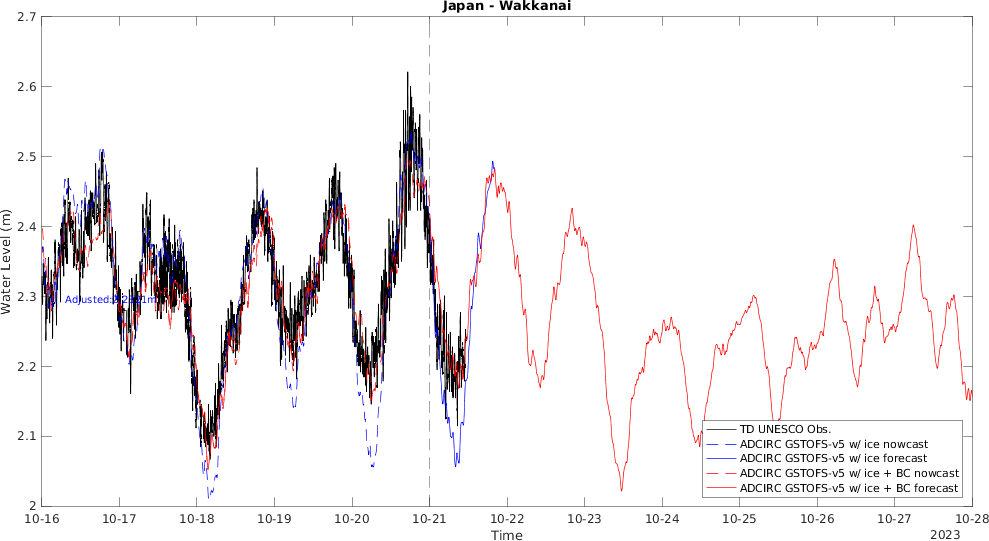 Japan - Wakkanai
Water Level (m)
2.7
2.6
2.5
2.4
2.3
2.2
2.1
2
TD UNESCO Obs.
ADCIRC GSTOFS-v5 w/ ice nowcast
ADCIRC GSTOFS-v5 w/ ice forecast
ADCIRC GSTOFS-v5 w/ ice + BC nowcast
ADCIRC GSTOFS-v5 w/ ice + BC forecast
10-16 10-17 10-18 10-19 10-20 10-21 10-22 10-23 10-24 10-25 10-26 10-27 10-28
Time
2023